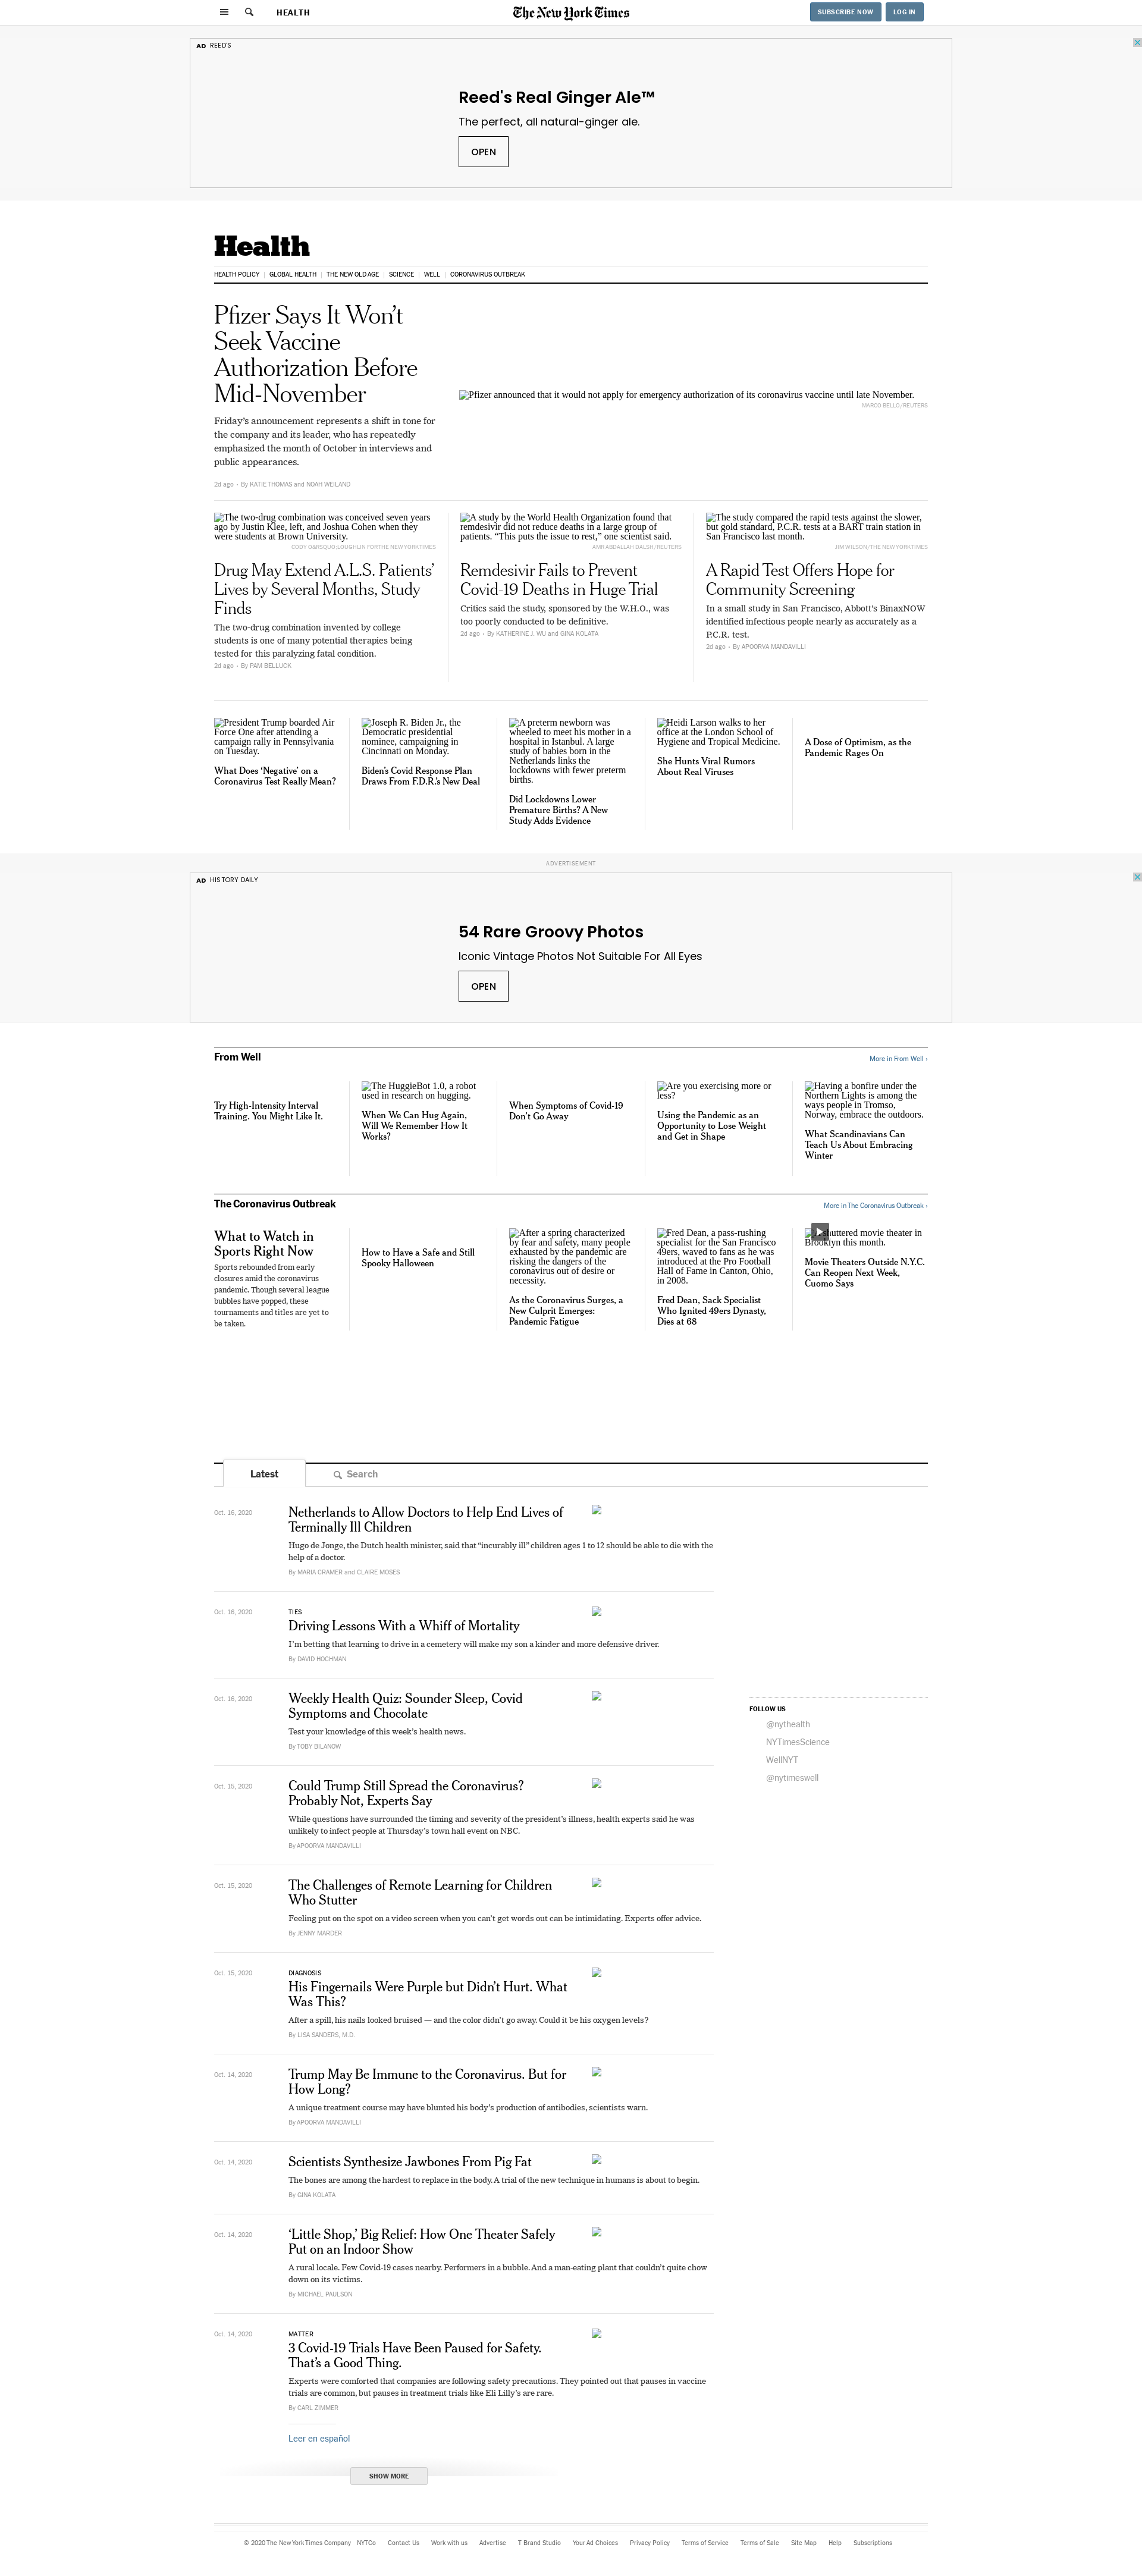 HEALTH
The New York Times
SUBSCRIBE NOW
LOG IN
AD REED'S
Reed's Real Ginger Ale™
The perfect, all natural-ginger ale.
OPEN
Health
HEALTH POLICY | GLOBAL HEALTH | THE NEW OLD AGE | SCIENCE | WELL | CORONAVIRUS OUTBREAK
Pfizer Says It Won’t
Seek Vaccine
Authorization Before
Mid-November
Friday’s announcement represents a shift in tone for
the company and its leader, who has repeatedly
emphasized the month of October in interviews and
public appearances.
2d ago • By KATIE THOMAS and NOAH WEILAND
Pfizer announced that it would not apply for emergency authorization of its coronavirus vaccine until late November.
MARCO BELLO/REUTERS
The two-drug combination was conceived seven years
ago by Justin Klee, left, and Joshua Cohen when they
were students at Brown University.
CODY O&RSQUO;LOUGHLIN FOR THE NEW YORK TIMES
Drug May Extend A.L.S. Patients’
Lives by Several Months, Study
Finds
The two-drug combination invented by college
students is one of many potential therapies being
tested for this paralyzing fatal condition.
2d ago • By PAM BELLUCK
A study by the World Health Organization found that
remdesivir did not reduce deaths in a large group of
patients. “This puts the issue to rest,” one scientist said.
AMR ABDALLAH DALSH/REUTERS
Remdesivir Fails to Prevent
Covid-19 Deaths in Huge Trial
Critics said the study, sponsored by the W.H.O., was
too poorly conducted to be definitive.
2d ago • By KATHERINE J. WU and GINA KOLATA
The study compared the rapid tests against the slower,
but gold standard, P.C.R. tests at a BART train station in
San Francisco last month.
JIM WILSON/THE NEW YORK TIMES
A Rapid Test Offers Hope for
Community Screening
In a small study in San Francisco, Abbott’s BinaxNOW
identified infectious people nearly as accurately as a
P.C.R. test.
2d ago • By APOORVA MANDAVILLI
President Trump boarded Air
Force One after attending a
campaign rally in Pennsylvania
on Tuesday.
What Does ‘Negative’ on a
Coronavirus Test Really Mean?
Joseph R. Biden Jr., the
Democratic presidential
nominee, campaigning in
Cincinnati on Monday.
Biden’s Covid Response Plan
Draws From F.D.R.’s New Deal
A preterm newborn was
wheeled to meet his mother in a
hospital in Istanbul. A large
study of babies born in the
Netherlands links the
lockdowns with fewer preterm
births.
Did Lockdowns Lower
Premature Births? A New
Study Adds Evidence
Heidi Larson walks to her
office at the London School of
Hygiene and Tropical Medicine.
She Hunts Viral Rumors
About Real Viruses
A Dose of Optimism, as the
Pandemic Rages On
ADVERTISEMENT
AD HISTORY DAILY
54 Rare Groovy Photos
Iconic Vintage Photos Not Suitable For All Eyes
OPEN
From Well
More in From Well ›
Try High-Intensity Interval
Training. You Might Like It.
The HuggieBot 1.0, a robot
used in research on hugging.
When We Can Hug Again,
Will We Remember How It
Works?
When Symptoms of Covid-19
Don’t Go Away
Are you exercising more or
less?
Using the Pandemic as an
Opportunity to Lose Weight
and Get in Shape
Having a bonfire under the
Northern Lights is among the
ways people in Tromso,
Norway, embrace the outdoors.
What Scandinavians Can
Teach Us About Embracing
Winter
The Coronavirus Outbreak
More in The Coronavirus Outbreak ›
What to Watch in
Sports Right Now
Sports rebounded from early
closures amid the coronavirus
pandemic. Though several league
bubbles have popped, these
tournaments and titles are yet to
be taken.
How to Have a Safe and Still
Spooky Halloween
After a spring characterized
by fear and safety, many people
exhausted by the pandemic are
risking the dangers of the
coronavirus out of desire or
necessity.
As the Coronavirus Surges, a
New Culprit Emerges:
Pandemic Fatigue
Fred Dean, a pass-rushing
specialist for the San Francisco
49ers, waved to fans as he was
introduced at the Pro Football
Hall of Fame in Canton, Ohio,
in 2008.
Fred Dean, Sack Specialist
Who Ignited 49ers Dynasty,
Dies at 68
movie theater in
Brooklyn this month.
Movie Theaters Outside N.Y.C.
Can Reopen Next Week,
Cuomo Says
Latest
Search
Oct. 16, 2020
Netherlands to Allow Doctors to Help End Lives of
Terminally Ill Children
Hugo de Jonge, the Dutch health minister, said that “incurably ill” children ages 1 to 12 should be able to die with the
help of a doctor.
By MARIA CRAMER and CLAIRE MOSES
Oct. 16, 2020
TIES
Driving Lessons With a Whiff of Mortality
I’m betting that learning to drive in a cemetery will make my son a kinder and more defensive driver.
By DAVID HOCHMAN
Oct. 16, 2020
Weekly Health Quiz: Sounder Sleep, Covid
Symptoms and Chocolate
Test your knowledge of this week’s health news.
By TOBY BILANOW
FOLLOW US
@nythealth
NYTimesScience
WellNYT
@nytimeswell
Oct. 15, 2020
Could Trump Still Spread the Coronavirus?
Probably Not, Experts Say
While questions have surrounded the timing and severity of the president’s illness, health experts said he was
unlikely to infect people at Thursday’s town hall event on NBC.
By APOORVA MANDAVILLI
Oct. 15, 2020
The Challenges of Remote Learning for Children
Who Stutter
Feeling put on the spot on a video screen when you can’t get words out can be intimidating. Experts offer advice.
By JENNY MARDER
Oct. 15, 2020
DIAGNOSIS
His Fingernails Were Purple but Didn’t Hurt. What
Was This?
After a spill, his nails looked bruised — and the color didn’t go away. Could it be his oxygen levels?
By LISA SANDERS, M.D.
Oct. 14, 2020
Trump May Be Immune to the Coronavirus. But for
How Long?
A unique treatment course may have blunted his body’s production of antibodies, scientists warn.
By APOORVA MANDAVILLI
Oct. 14, 2020
Scientists Synthesize Jawbones From Pig Fat
The bones are among the hardest to replace in the body. A trial of the new technique in humans is about to begin.
By GINA KOLATA
Oct. 14, 2020
‘Little Shop,’ Big Relief: How One Theater Safely
Put on an Indoor Show
A rural locale. Few Covid-19 cases nearby. Performers in a bubble. And a man-eating plant that couldn’t quite chow
down on its victims.
By MICHAEL PAULSON
Oct. 14, 2020
MATTER
3 Covid-19 Trials Have Been Paused for Safety.
That’s a Good Thing.
Experts were comforted that companies are following safety precautions. They pointed out that pauses in vaccine
trials are common, but pauses in treatment trials like Eli Lilly’s are rare.
By CARL ZIMMER
Leer en español
SHOW MORE
© 2020 The New York Times Company NYTCo Contact Us Work with us Advertise T Brand Studio Your Ad Choices Privacy Policy Terms of Service Terms of Sale Site Map Help Subscriptions